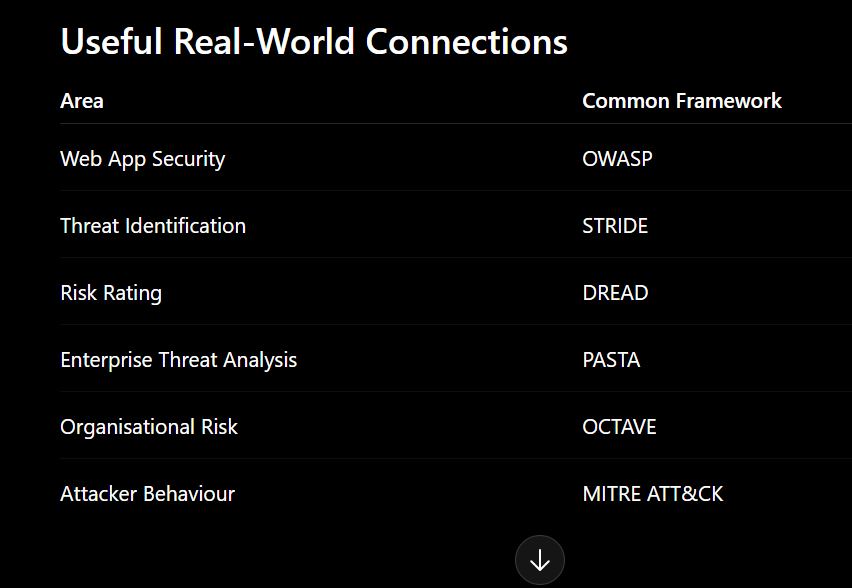 Useful Real-World Connections
Area Common Framework
Web App Security OWASP
Threat Identification STRIDE
Risk Rating DREAD
Enterprise Threat Analysis PASTA
Organisational Risk OCTAVE
Attacker Behaviour MITRE ATT&CK